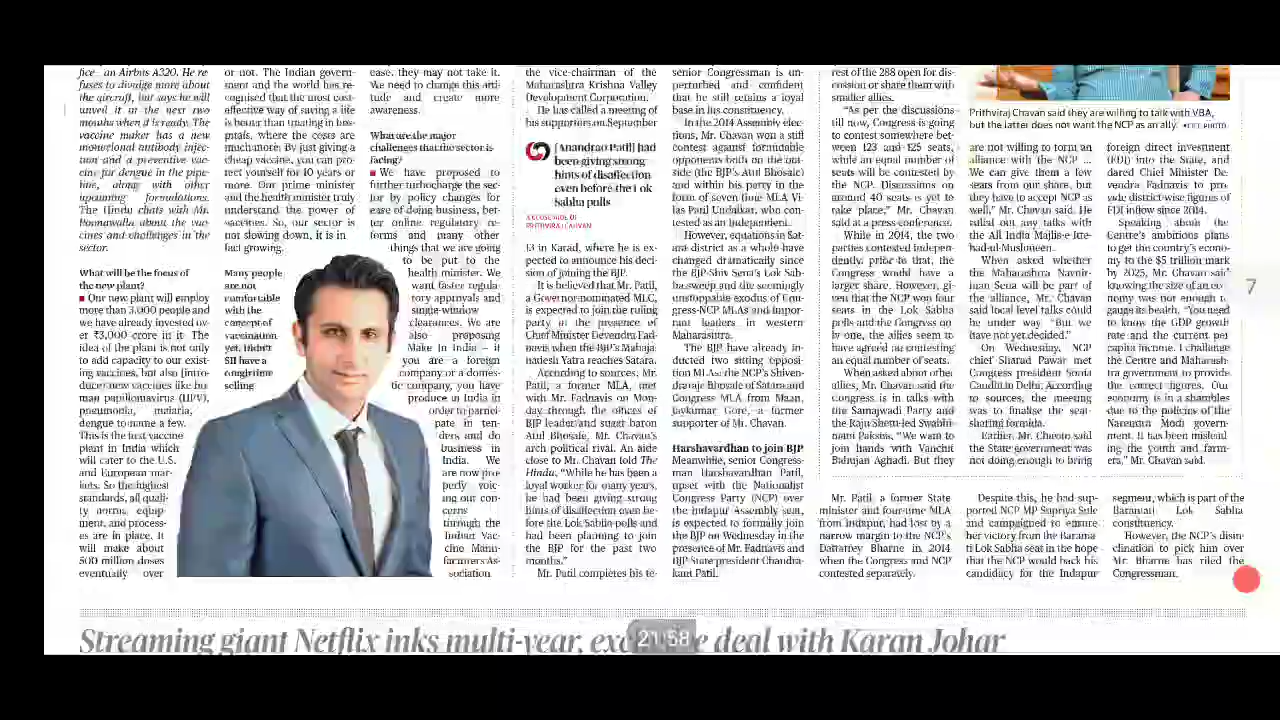 fice - an Airbus A320. He re-
fuses to divulge more about
the aircraft, but says he will
unveil it in the next two
months when it is ready. The
vaccine maker has a new
monoclonal antibody injec-
tion and a preventive vac-
cine for dengue in the pipe-
line, along with other
upcoming formulations.
The Hindu chats with Mr.
Poonawalla about the vac-
cines and challenges in the
sector.
What will be the focus of
the new plant?
■ Our new plant will employ
more than 3,000 people and
we have already invested ov-
er ₹3,000 crore in it. The
idea of the plan is not only
to add capacity to our exist-
ing vaccines, but also [intro-
duce] new vaccines like hu-
man papillomavirus (HPV),
pneumonia, malaria,
dengue to name a few.
This is the first vaccine
plant in India which
will cater to the U.S.
and European mar-
kets. So the highest
standards, all quali-
ty norms, equip-
ment, and process-
es are in place. It
will make about
500 million doses
eventually over
or not. The Indian govern-
ment and the world has re-
cognised that the most cost-
effective way of saving a life
is better than treating in hos-
pitals, where the costs are
much more. By just giving a
cheap vaccine, you can pro-
tect yourself for 10 years or
more. Our prime minister
and the health minister truly
understand the power of
vaccines. So, our sector is
not slowing down, it is in
fact growing.
Many people
are not
comfortable
with the
concept of
vaccination
yet. Didn't
SII have a
tough time
selling
ease, they may not take it.
We need to change this atti-
tude and create more
awareness.
What are the major
challenges that the sector is
facing?
■ We have proposed to
further turbocharge the sec-
tor by policy changes for
ease of doing business, bet-
ter online regulatory re-
forms and many other
things that we are going
to be put to the
health minister. We
want faster regula-
tory approvals and
single-window
clearances. We are
also proposing
Make in India – if
you are a foreign
company or a domes-
tic company, you have
produce in India in
order to partici-
pate in ten-
ders and do
business in
India. We
are now pro-
perly voic-
ing our con-
cerns
through the
Indian Vac-
cine Manu-
facturers As-
sociation
the vice-chairman of the
Maharashtra Krishna Valley
Development Corporation.
He has called a meeting of
his supporters on September
[Anandrao Patil] had
been giving strong
hints of disaffection
even before the Lok
Sabha polls
A CLOSE AIDE OF
PRITHVIRAJ CHAVAN
13 in Karad, where he is ex-
pected to announce his deci-
sion of joining the BJP.
It is believed that Mr. Patil,
a Governor-nominated MLC,
is expected to join the ruling
party in the presence of
Chief Minister Devendra Fad-
navis when the BJP's Mahaja-
nadesh Yatra reaches Satara.
According to sources, Mr.
Patil, a former MLA, met
with Mr. Fadnavis on Mon-
day through the offices of
BJP leader and sugar baron
Atul Bhosale, Mr. Chavan's
arch political rival. An aide
close to Mr. Chavan told The
Hindu, "While he has been a
loyal worker for many years,
he had been giving strong
hints of disaffection even be-
fore the Lok Sabha polls and
had been planning to join
the BJP for the past two
months."
Mr. Patil completes his te-
senior Congressman is un-
perturbed and confident
that he still retains a loyal
base in his constituency.
In the 2014 Assembly elec-
tions, Mr. Chavan won a stiff
contest against formidable
opponents both on the out-
side (the BJP's Atul Bhosale)
and within his party in the
form of seven time MLA Vi-
las Patil Undalkar, who con-
tested as an Independent.
However, equations in Sat-
ara district as a whole have
changed dramatically since
the BJP-Shiv Sena's Lok Sab-
ha sweep and the seemingly
unstoppable exodus of Con-
gress-NCP MLAs and impor-
tant leaders in western
Maharashtra.
The BJP have already in-
ducted two sitting opposi-
tion MLAs: the NCP's Shiven-
draraje Bhosale of Satara and
Congress MLA from Maan,
Jaykumar Gore, a former
supporter of Mr. Chavan.
Harshavardhan to join BJP
Meanwhile, senior Congress-
man Harshavardhan Patil,
upset with the Nationalist
Congress Party (NCP) over
the Indapur Assembly seat,
is expected to formally join
the BJP on Wednesday in the
presence of Mr. Fadnavis and
BJP State president Chandra-
kant Patil.
rest of the 288 open for dis-
cussion or share them with
smaller allies.
"As per the discussions
till now, Congress is going
to contest somewhere bet-
ween 123 and 125 seats,
while an equal number of
seats will be contested by
the NCP. Discussions on
around 40 seats is yet to
take place," Mr. Chavan
said at a press conference.
While in 2014, the two
parties contested indepen-
dently, prior to that, the
Congress would have a
larger share. However, gi-
ven that the NCP won four
seats in the Lok Sabha
polls and the Congress on-
ly one, the allies seem to
have agreed on contesting
an equal number of seats.
When asked about other
allies, Mr. Chavan said the
Congress is in talks with
the Samajwadi Party and
the Raju Shetti-led Swabhi-
mani Paksha. "We want to
join hands with Vanchit
Bahujan Aghadi. But they
Prithviraj Chavan said they are willing to talk with VBA,
but the latter does not want the NCP as an ally. •FILE PHOTO
are not willing to form an
alliance with the NCP ...
We can give them a few
seats from our share, but
they have to accept NCP as
well," Mr. Chavan said. He
ruled out any talks with
the All India Majlis-e-Itte-
had-ul-Muslimeen.
When asked whether
the Maharashtra Navnir-
man Sena will be part of
the alliance, Mr. Chavan
said local level talks could
be under way "But we
have not yet decided."
On Wednesday, NCP
chief Sharad Pawar met
Congress president Sonia
Gandhi in Delhi. According
to sources, the meeting
was to finalise the seat-
sharing formula.
Earlier, Mr. Chavan said
the State government was
not doing enough to bring
foreign direct investment
(FDI) into the State, and
dared Chief Minister De-
vendra Fadnavis to pro-
vide district-wise figures of
FDI inflow since 2014.
Speaking about the
Centre's ambitious plans
to get the country's econo-
my to the $5 trillion mark
by 2025, Mr. Chavan said
knowing the size of an eco-
nomy was not enough to
gauge its health. "You need
to know the GDP growth
rate and the current per
capita income. I challenge
the Centre and Maharash-
tra government to provide
the correct figures. Our
economy is in a shambles
due to the policies of the
Narendra Modi govern-
ment. It has been mislead-
ing the youth and farm-
ers," Mr. Chavan said.
Mr. Patil, a former State
minister and four-time MLA
from Indapur, had lost by a
narrow margin to the NCP's
Dattatrey Bharne in 2014
when the Congress and NCP
contested separately.
Despite this, he had sup-
ported NCP MP Supriya Sule
and campaigned to ensure
her victory from the Barama-
ti Lok Sabha seat in the hope
that the NCP would back his
candidacy for the Indapur
segment, which is part of the
Baramati Lok Sabha
constituency.
However, the NCP's disin-
clination to pick him over
Mr. Bharne has riled the
Congressman.
7
Streaming giant Netflix inks multi-year, exc e deal with Karan Johar
21:58